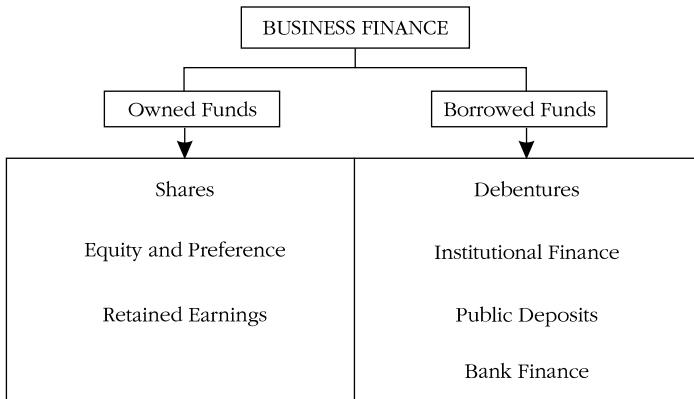 BUSINESS FINANCE
Owned Funds
Borrowed Funds
Shares
Equity and Preference
Retained Earnings
Debentures
Institutional Finance
Public Deposits
Bank Finance